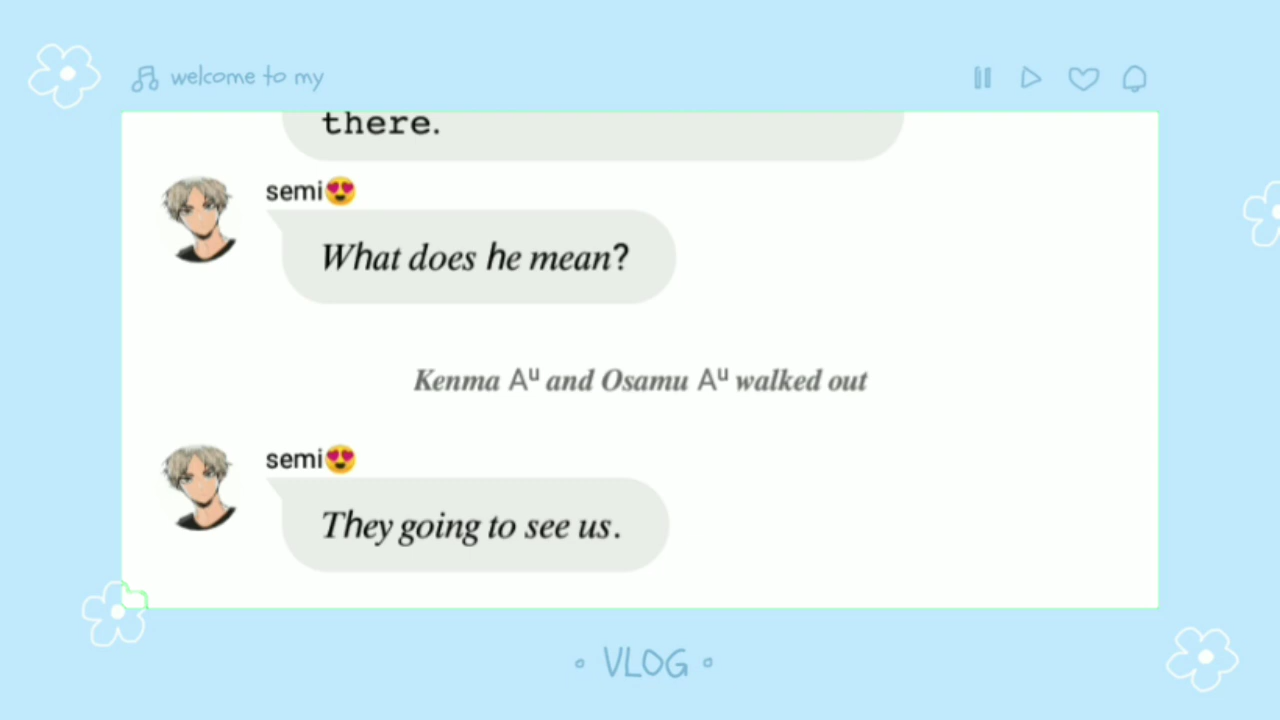 welcome to my
there.
semi😍
What does he mean?
Kenma Aᵘ and Osamu Aᵘ walked out
semi😍
They going to see us.
• VLOG •